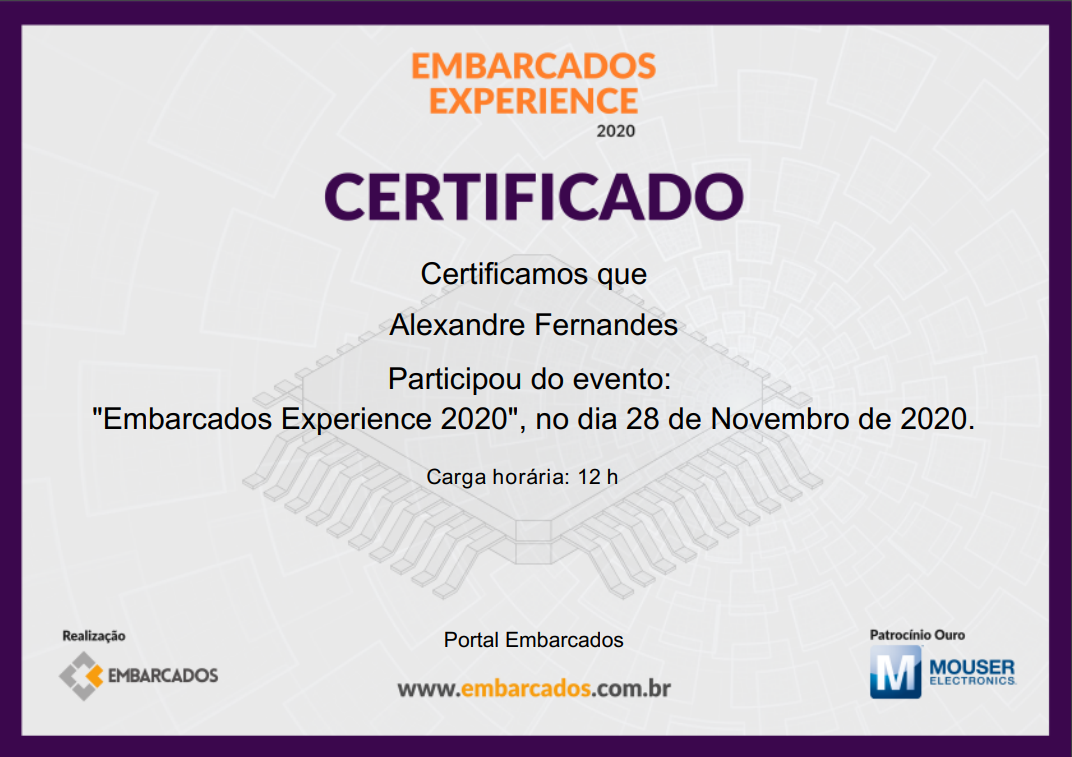 EMBARCADOS
EXPERIENCE
2020
CERTIFICADO
Certificamos que
Alexandre Fernandes
Participou do evento:
"Embarcados Experience 2020", no dia 28 de Novembro de 2020.
Carga horária: 12 h
Realização
EMBARCADOS
Portal Embarcados
www.embarcados.com.br
Patrocínio Ouro
M
MOUSER
ELECTRONICS